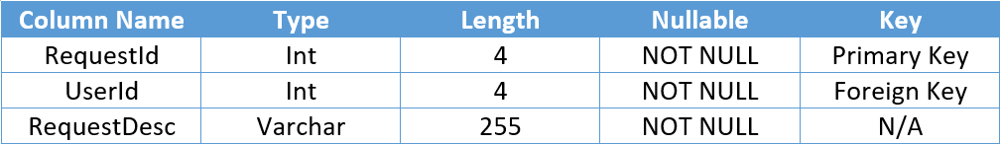 Column Name Type Length Nullable Key
RequestId Int 4 NOT NULL Primary Key
UserId Int 4 NOT NULL Foreign Key
RequestDesc Varchar 255 NOT NULL N/A